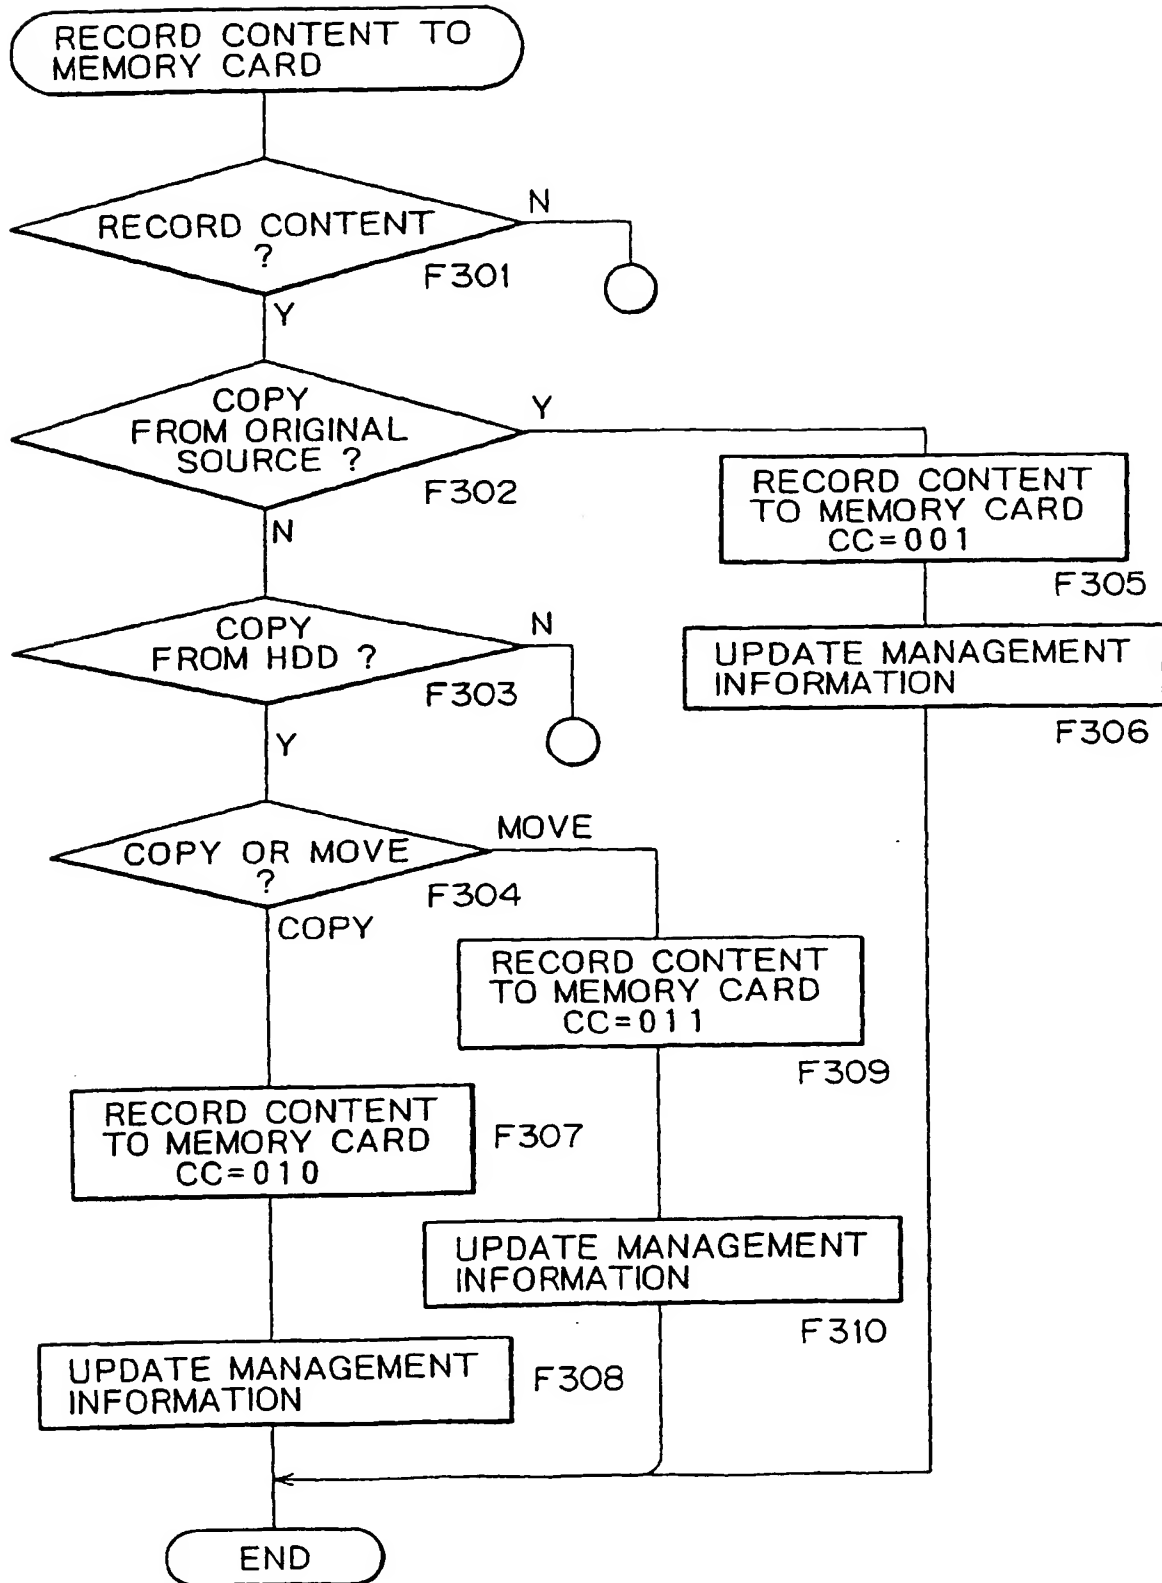 RECORD CONTENT TO
MEMORY CARD
RECORD CONTENT
?
N
F301
Y
COPY
FROM ORIGINAL
SOURCE ?
Y
F302
N
RECORD CONTENT
TO MEMORY CARD
CC=001
F305
COPY
FROM HDD ?
N
F303
Y
UPDATE MANAGEMENT
INFORMATION
F306
COPY OR MOVE
?
MOVE
F304
COPY
RECORD CONTENT
TO MEMORY CARD
CC=011
F309
RECORD CONTENT
TO MEMORY CARD
CC=010
F307
UPDATE MANAGEMENT
INFORMATION
F310
UPDATE MANAGEMENT
INFORMATION
F308
END